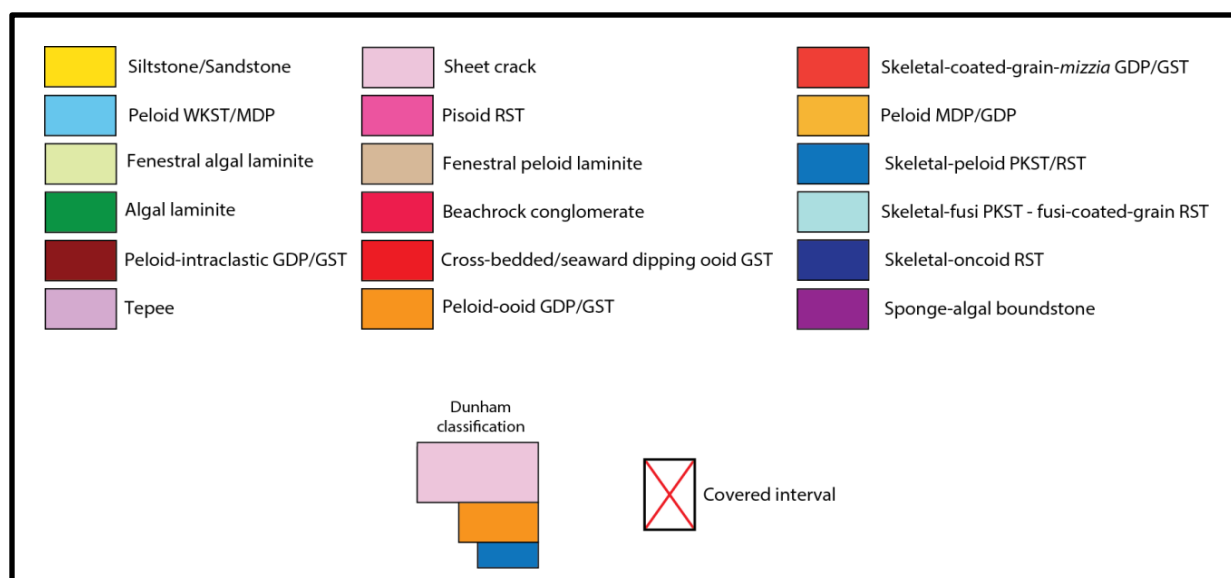 Siltstone/Sandstone
Peloid WKST/MDP
Fenestral algal laminite
Algal laminite
Peloid-intraclastic GDP/GST
Tepee
Sheet crack
Pisoid RST
Fenestral peloid laminite
Beachrock conglomerate
Cross-bedded/seaward dipping ooid GST
Peloid-ooid GDP/GST
Skeletal-coated-grain-mizzia GDP/GST
Peloid MDP/GDP
Skeletal-peloid PKST/RST
Skeletal-fusi PKST - fusi-coated-grain RST
Skeletal-oncoid RST
Sponge-algal boundstone
Dunham
classification
Covered interval